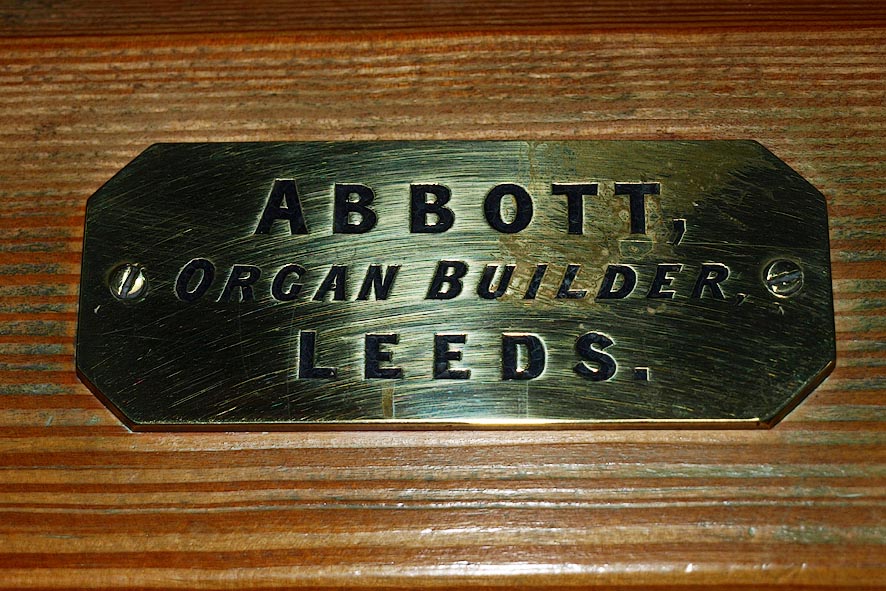 ABBOTT,
ORGAN BUILDER,
LEEDS.